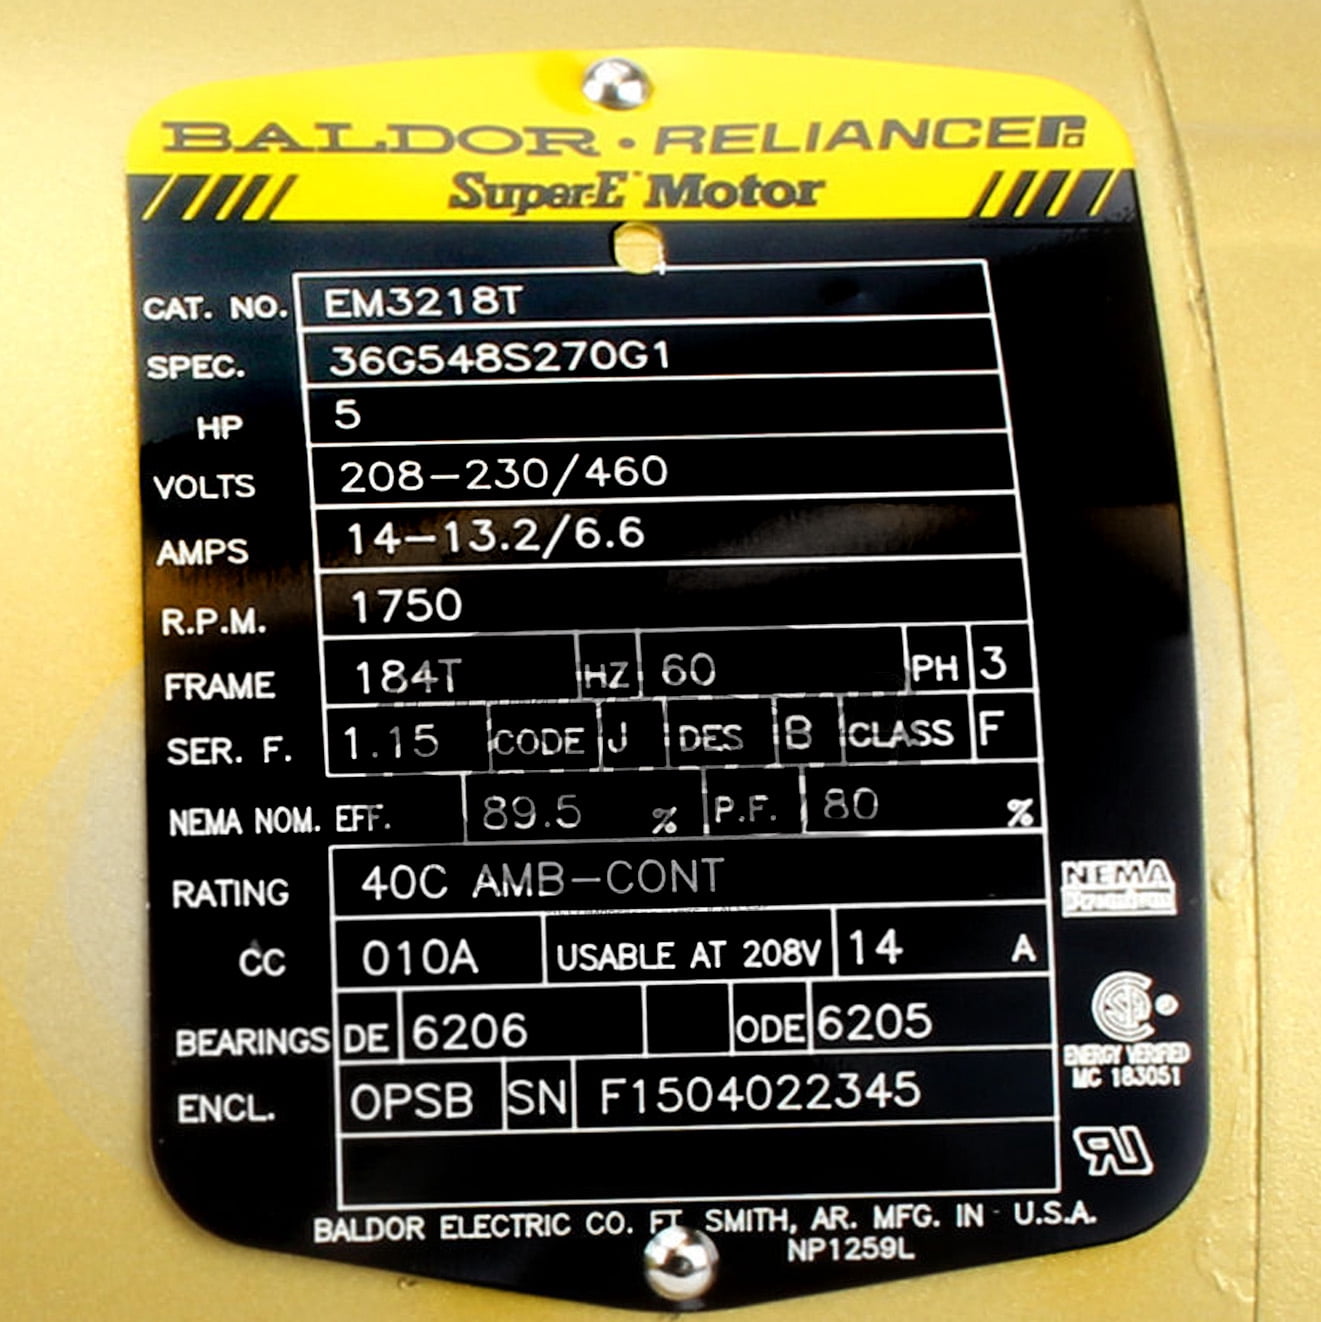 BALDOR · RELIANCE
Super-E™ Motor
CAT. NO. EM3218T
SPEC. 36G548S270G1
HP 5
VOLTS 208-230/460
AMPS 14-13.2/6.6
R.P.M. 1750
FRAME 184T HZ 60 PH 3
SER. F. 1.15 CODE J DES B CLASS F
NEMA NOM. EFF. 89.5 % P.F. 80 %
RATING 40C AMB-CONT
NEMA
Premium
CC 010A USABLE AT 208V 14 A
BEARINGS DE 6206 ODE 6205
ENERGY VERIFIED
MC 183051
ENCL. OPSB SN F1504022345
BALDOR ELECTRIC CO. FT. SMITH, AR. MFG. IN U.S.A.
NP1259L